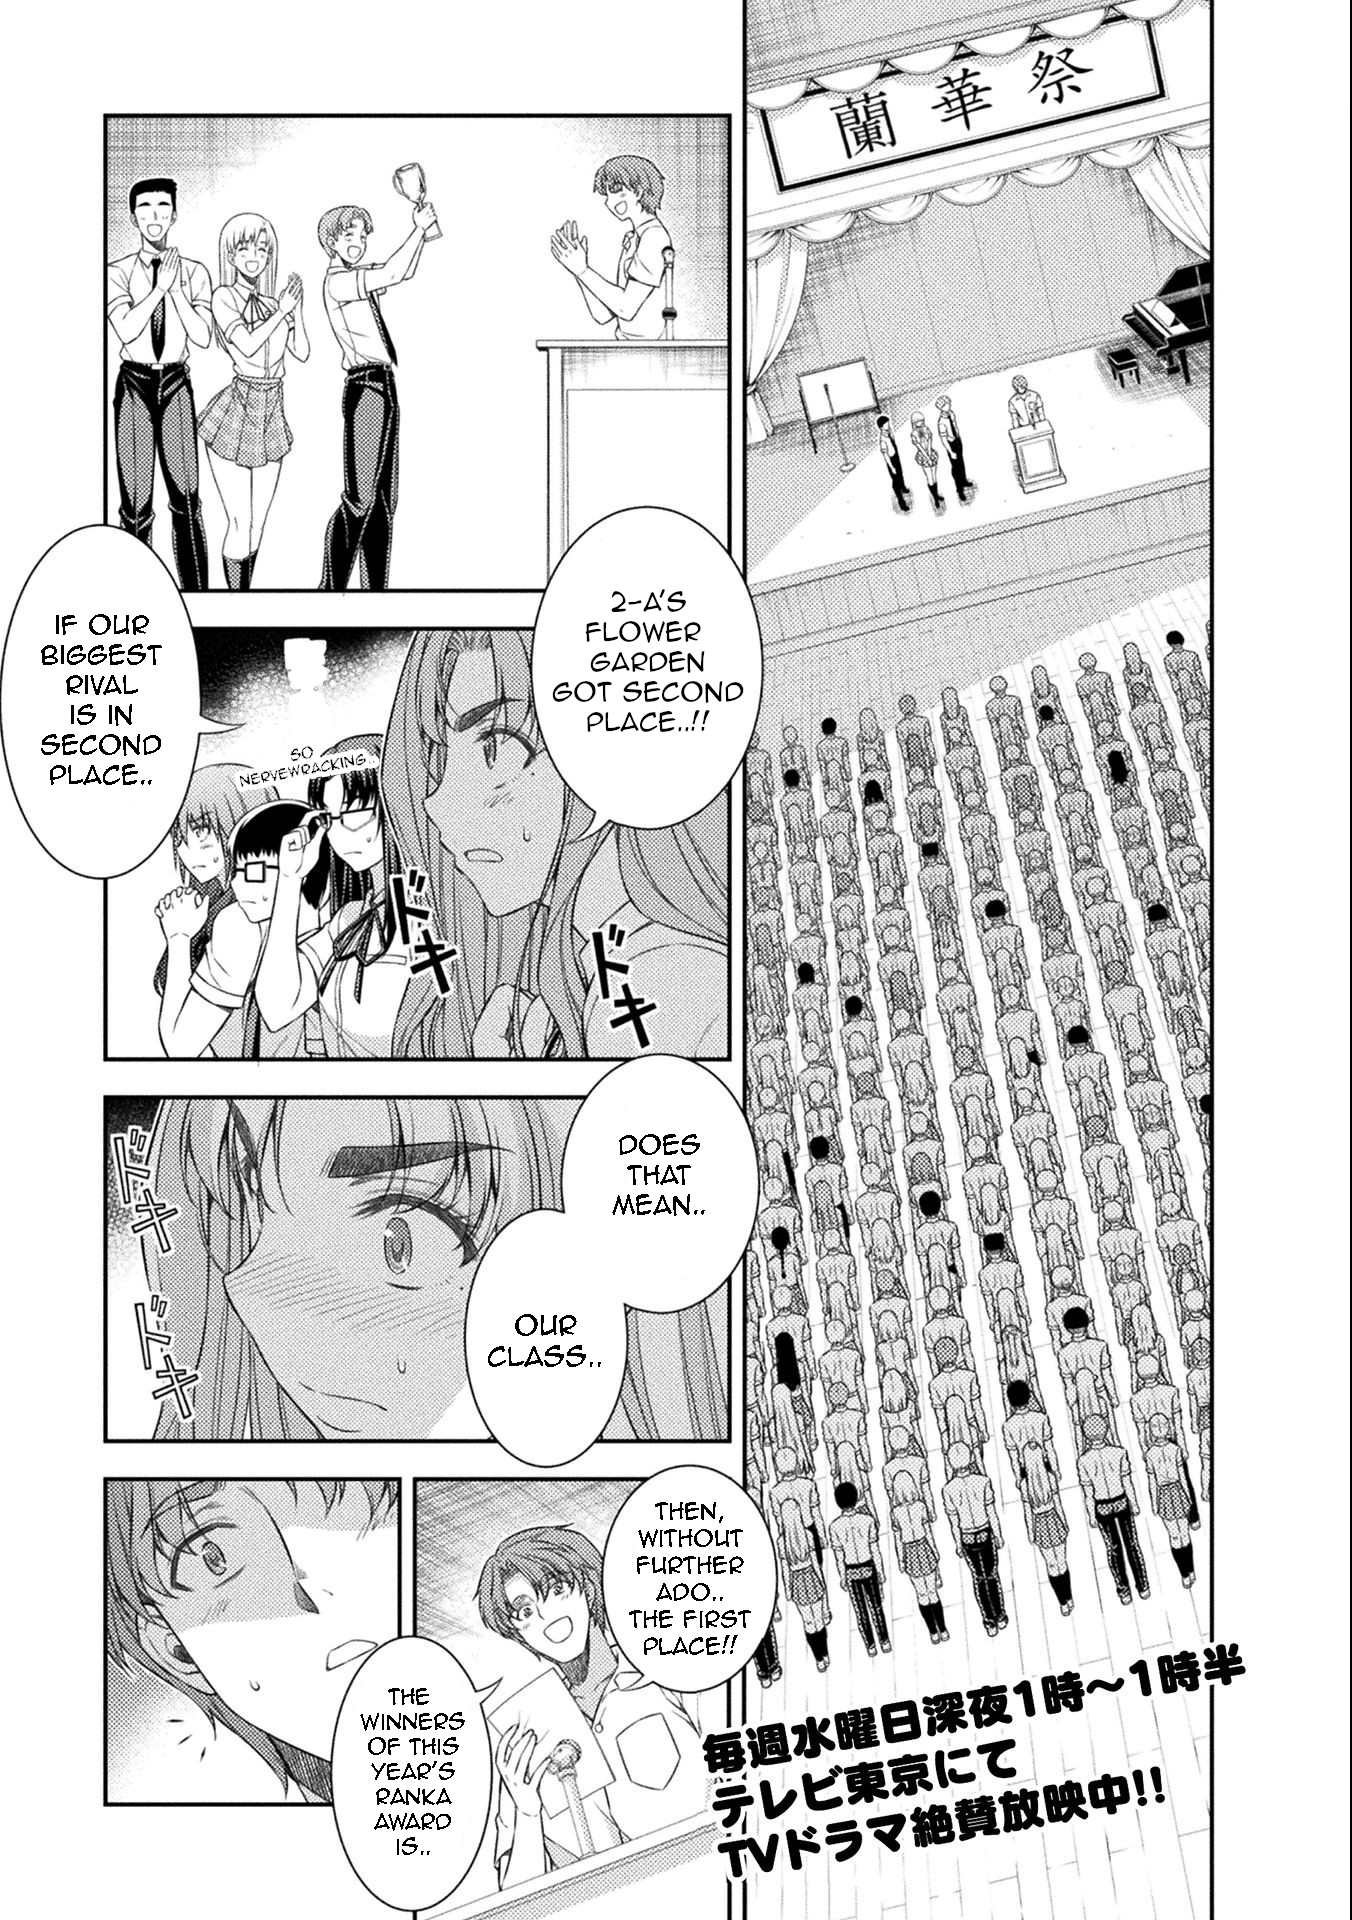 蘭華祭
2-A'S
FLOWER
GARDEN
GOT SECOND
PLACE..!!
IF OUR
BIGGEST
RIVAL
IS IN
SECOND
PLACE..
SO
NERVEWRACKING..
ドキ
ドキ
DOES
THAT
MEAN..
OUR
CLASS..
ドキ
ドキ
THEN,
WITHOUT
FURTHER
ADO..
THE FIRST
PLACE!!
THE
WINNERS
OF THIS
YEAR'S
RANKA
AWARD
IS..
毎週水曜日深夜1時〜1時半
テレビ東京にて
TVドラマ絶賛放映中!!